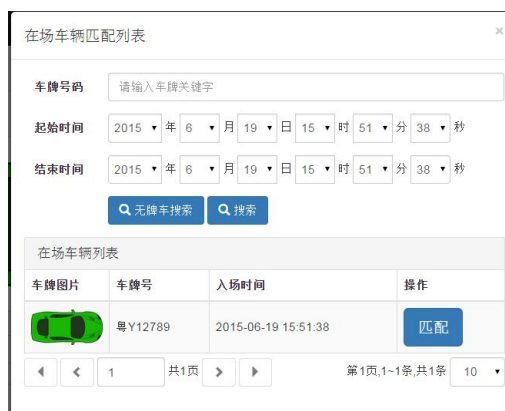 在场车辆匹配列表 ×
车牌号码 请输入车牌关键字
起始时间 2015 年 6 月 19 日 15 时 51 分 38 秒
结束时间 2015 年 6 月 19 日 15 时 51 分 38 秒
无牌车搜索 搜索
在场车辆列表
车牌图片 车牌号 入场时间 操作
粤Y12789 2015-06-19 15:51:38 匹配
1 共1页 第1页,1~1条,共1条 10